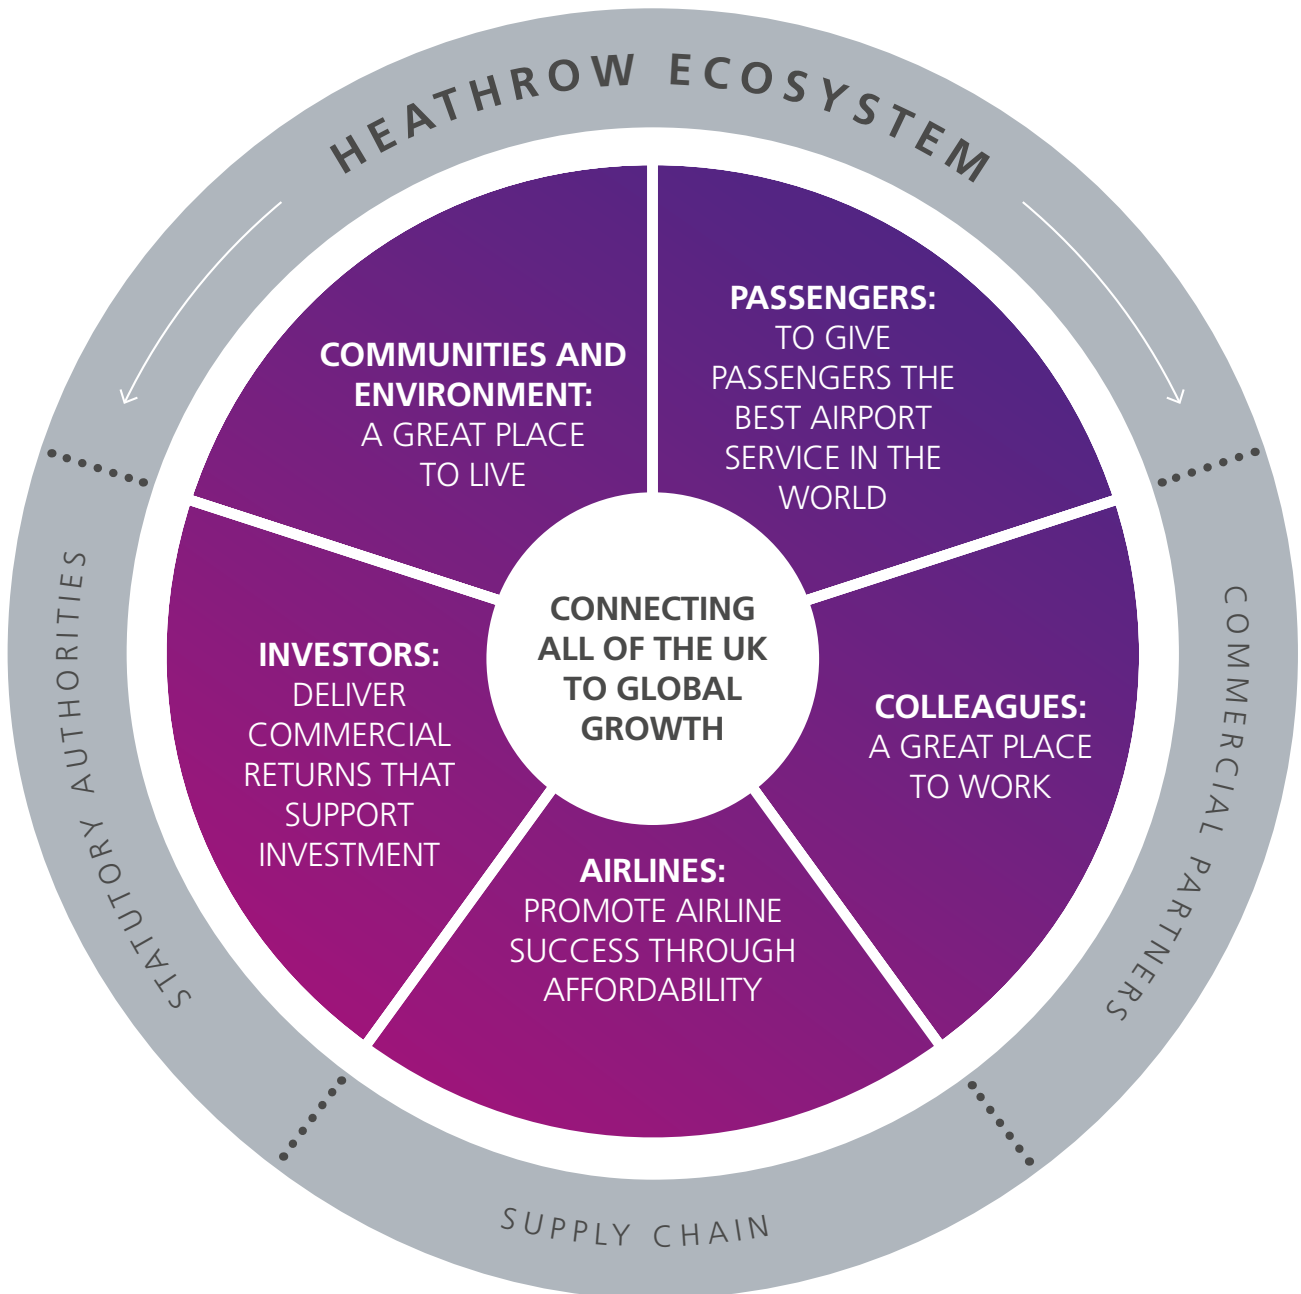 HEATHROW ECOSYSTEM
PASSENGERS:
TO GIVE
PASSENGERS THE
BEST AIRPORT
SERVICE IN THE
WORLD
COLLEAGUES:
A GREAT PLACE
TO WORK
AIRLINES:
PROMOTE AIRLINE
SUCCESS THROUGH
AFFORDABILITY
INVESTORS:
DELIVER
COMMERCIAL
RETURNS THAT
SUPPORT
INVESTMENT
COMMUNITIES AND
ENVIRONMENT:
A GREAT PLACE
TO LIVE
CONNECTING
ALL OF THE UK
TO GLOBAL
GROWTH
COMMERCIAL PARTNERS
SUPPLY CHAIN
STATUTORY AUTHORITIES